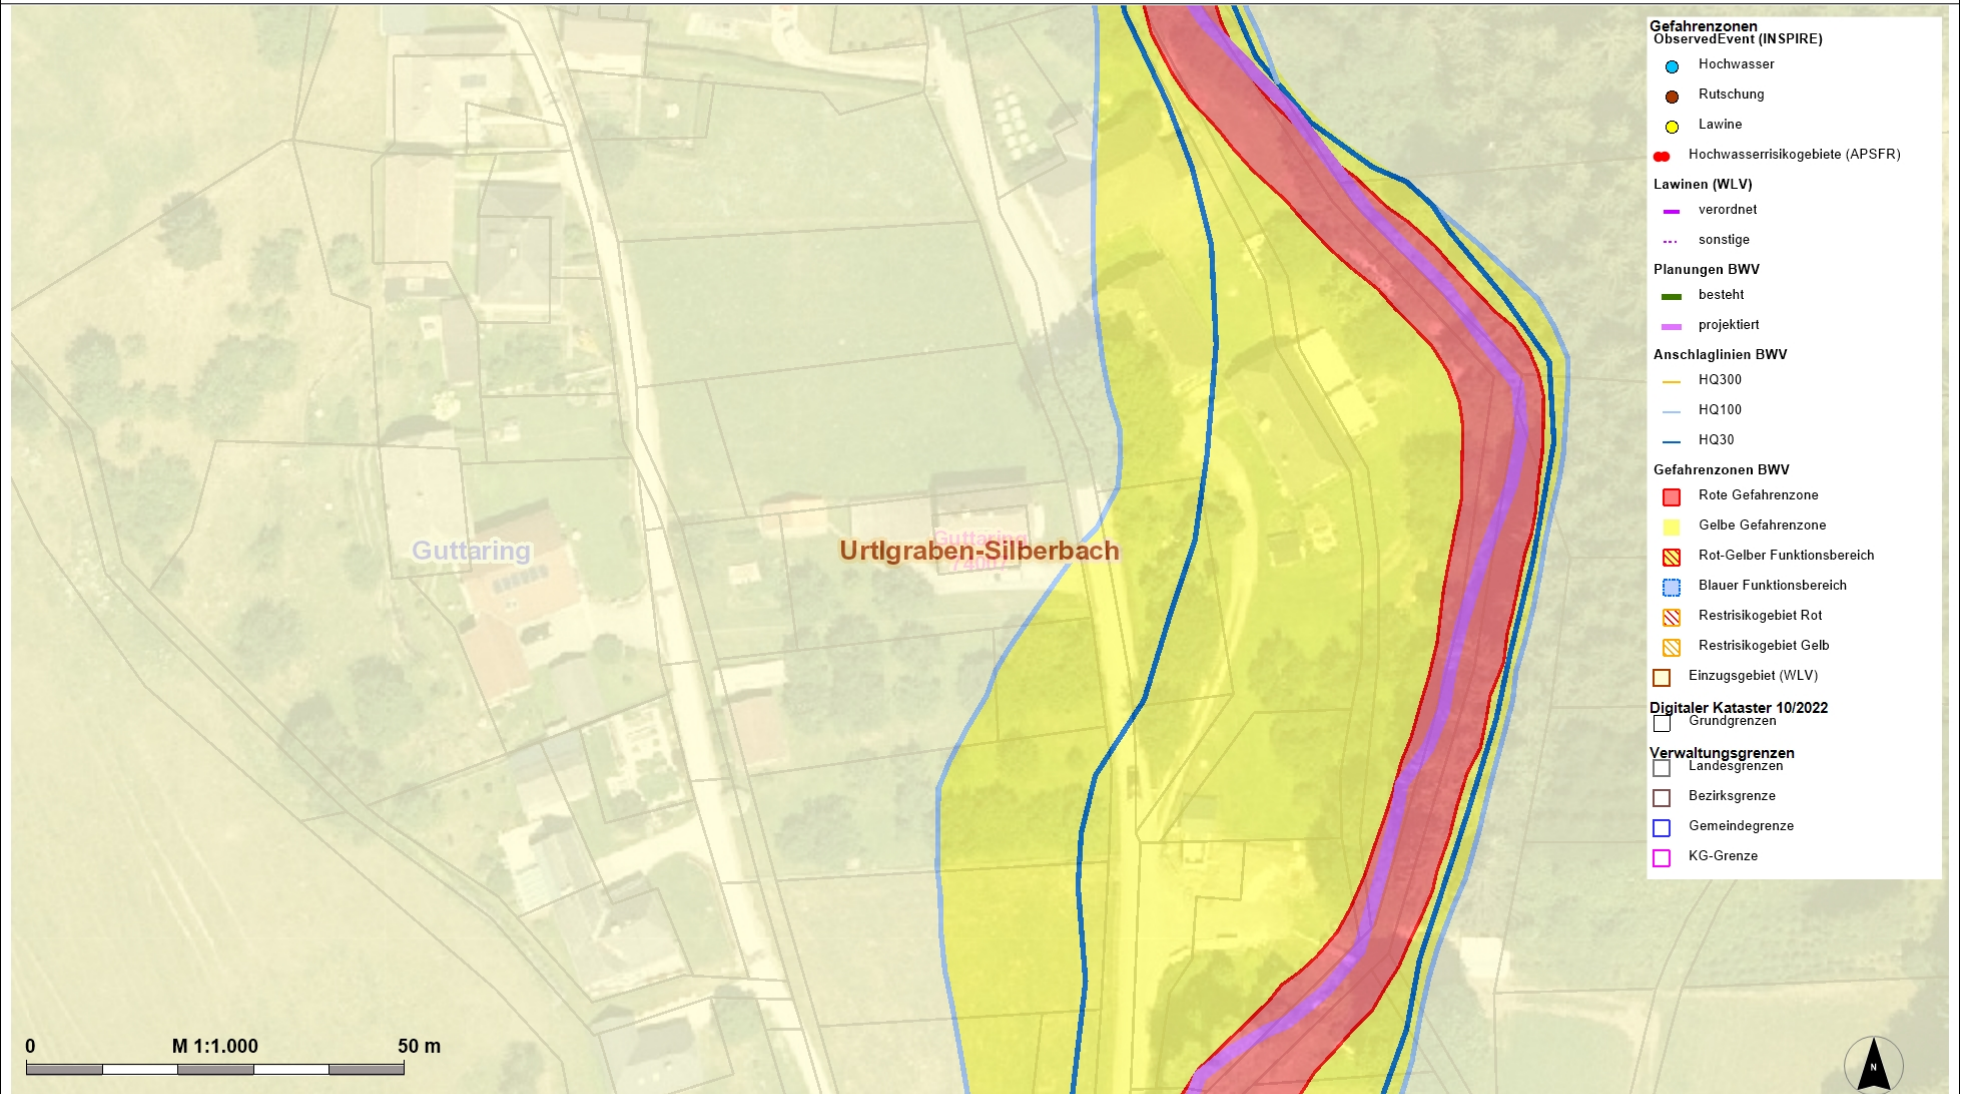 Gefahrenzonen
ObservedEvent (INSPIRE)
Hochwasser
Rutschung
Lawine
Hochwasserrisikogebiete (APSFR)
Lawinen (WLV)
verordnet
sonstige
Planungen BWV
besteht
projektiert
Anschlaglinien BWV
HQ300
HQ100
HQ30
Gefahrenzonen BWV
Rote Gefahrenzone
Gelbe Gefahrenzone
Rot-Gelber Funktionsbereich
Blauer Funktionsbereich
Restrisikogebiet Rot
Restrisikogebiet Gelb
Einzugsgebiet (WLV)
Digitaler Kataster 10/2022
Grundgrenzen
Verwaltungsgrenzen
Landesgrenzen
Bezirksgrenze
Gemeindegrenze
KG-Grenze
Guttaring
Guttaring
Urtlgraben-Silberbach
0 M 1:1.000 50 m
N